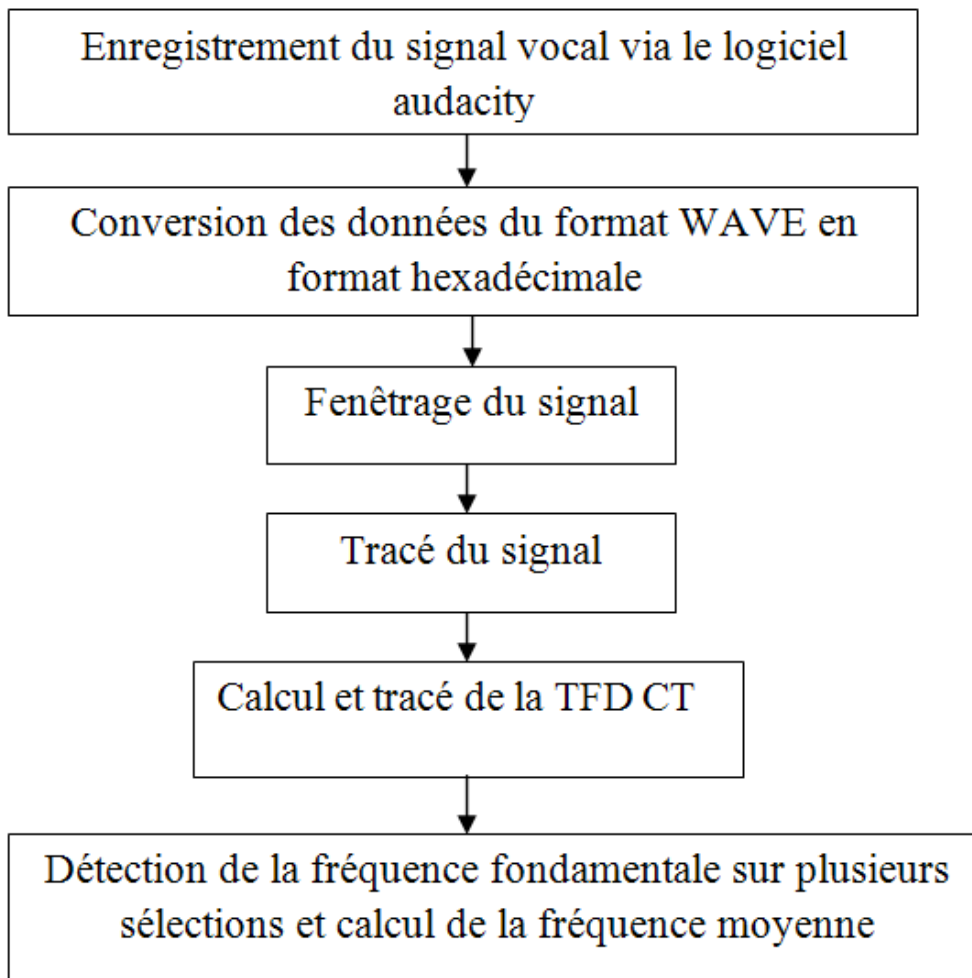 Enregistrement du signal vocal via le logiciel
audacity
Conversion des données du format WAVE en
format hexadécimale
Fenêtrage du signal
Tracé du signal
Calcul et tracé de la TFD CT
Détection de la fréquence fondamentale sur plusieurs
sélections et calcul de la fréquence moyenne